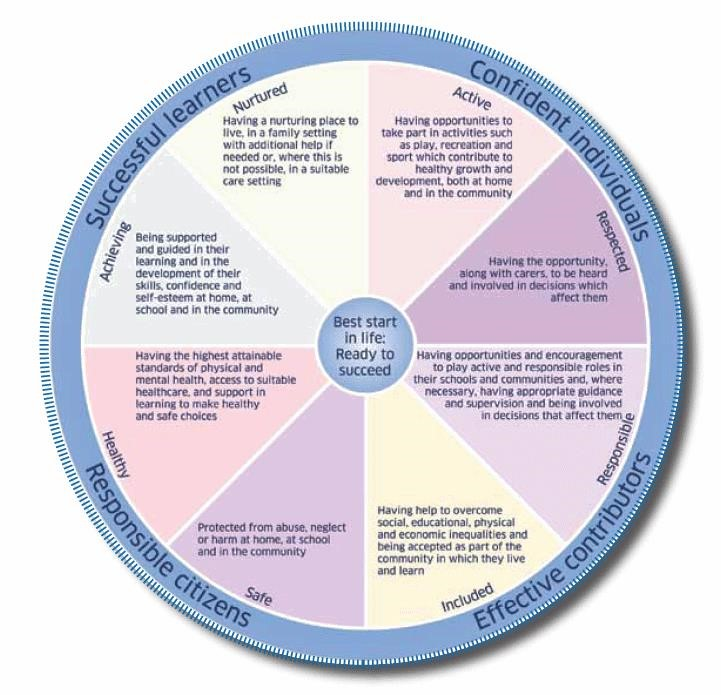 Successful learners
Confident individuals
Nurtured
Having a nurturing place to
live, in a family setting
with additional help if
needed or, where this is
not possible, in a suitable
care setting
Active
Having opportunities to
take part in activities such
as play, recreation and
sport which contribute to
healthy growth and
development, both at home
and in the community
Achieving
Being supported
and guided in their
learning and in the
development of their
skills, confidence and
self-esteem at home, at
school and in the community
Respected
Having the opportunity,
along with carers, to be heard
and involved in decisions which
affect them
Best start
in life:
Ready to
succeed
Having the highest attainable
standards of physical and
mental health, access to suitable
healthcare, and support in
learning to make healthy
and safe choices
Healthy
Having opportunities and encouragement
to play active and responsible roles in
their schools and communities and, where
necessary, having appropriate guidance
and supervision and being involved
in decisions that affect them
Responsible
Protected from abuse, neglect
or harm at home, at school
and in the community
Safe
Having help to overcome
social, educational, physical
and economic inequalities and
being accepted as part of the
community in which they live
and learn
Included
Responsible citizens
Effective contributors